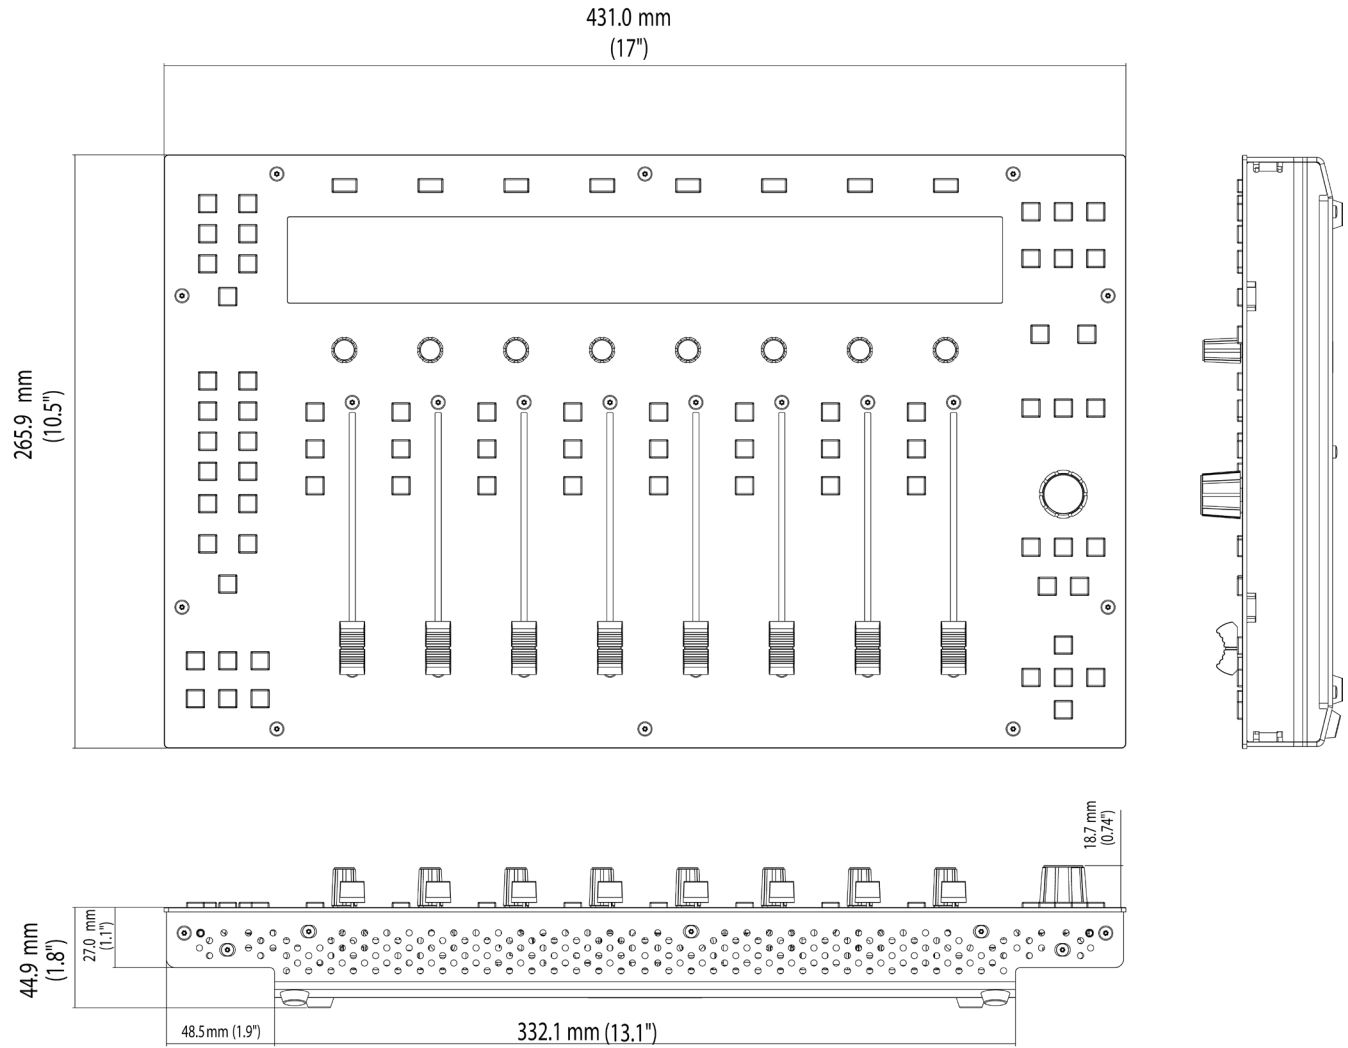 431.0 mm
(17")
265.9 mm
(10.5")
18.7 mm
(0.74")
44.9 mm
(1.8")
27.0 mm
(1.1")
48.5 mm (1.9")
332.1 mm (13.1")